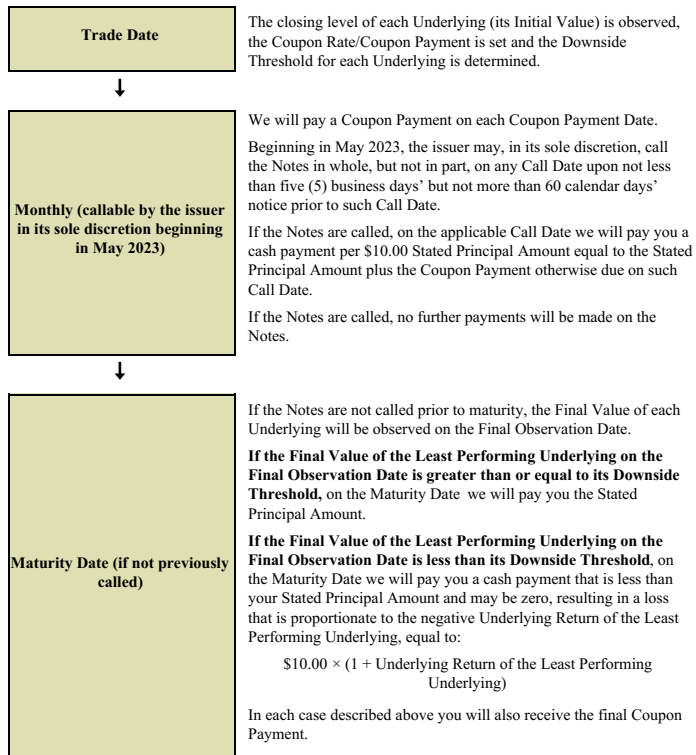 Trade Date
The closing level of each Underlying (its Initial Value) is observed,
the Coupon Rate/Coupon Payment is set and the Downside
Threshold for each Underlying is determined.
Monthly (callable by the issuer
in its sole discretion beginning
in May 2023)
We will pay a Coupon Payment on each Coupon Payment Date.
Beginning in May 2023, the issuer may, in its sole discretion, call
the Notes in whole, but not in part, on any Call Date upon not less
than five (5) business days’ but not more than 60 calendar days’
notice prior to such Call Date.
If the Notes are called, on the applicable Call Date we will pay you a
cash payment per $10.00 Stated Principal Amount equal to the Stated
Principal Amount plus the Coupon Payment otherwise due on such
Call Date.
If the Notes are called, no further payments will be made on the
Notes.
Maturity Date (if not previously
called)
If the Notes are not called prior to maturity, the Final Value of each
Underlying will be observed on the Final Observation Date.
If the Final Value of the Least Performing Underlying on the
Final Observation Date is greater than or equal to its Downside
Threshold, on the Maturity Date we will pay you the Stated
Principal Amount.
If the Final Value of the Least Performing Underlying on the
Final Observation Date is less than its Downside Threshold, on
the Maturity Date we will pay you a cash payment that is less than
your Stated Principal Amount and may be zero, resulting in a loss
that is proportionate to the negative Underlying Return of the Least
Performing Underlying, equal to:
$10.00 × (1 + Underlying Return of the Least Performing
Underlying)
In each case described above you will also receive the final Coupon
Payment.